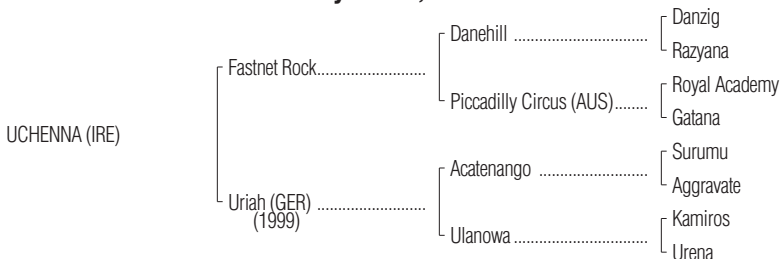 Danzig
Danehill ................................
Razyana
Fastnet Rock..........................
Royal Academy
Piccadilly Circus (AUS)........
Gatana
UCHENNA (IRE)
Surumu
Acatenango ..........................
Aggravate
Uriah (GER) ..........................
(1999)
Kamiros
Ulanowa................................
Urena